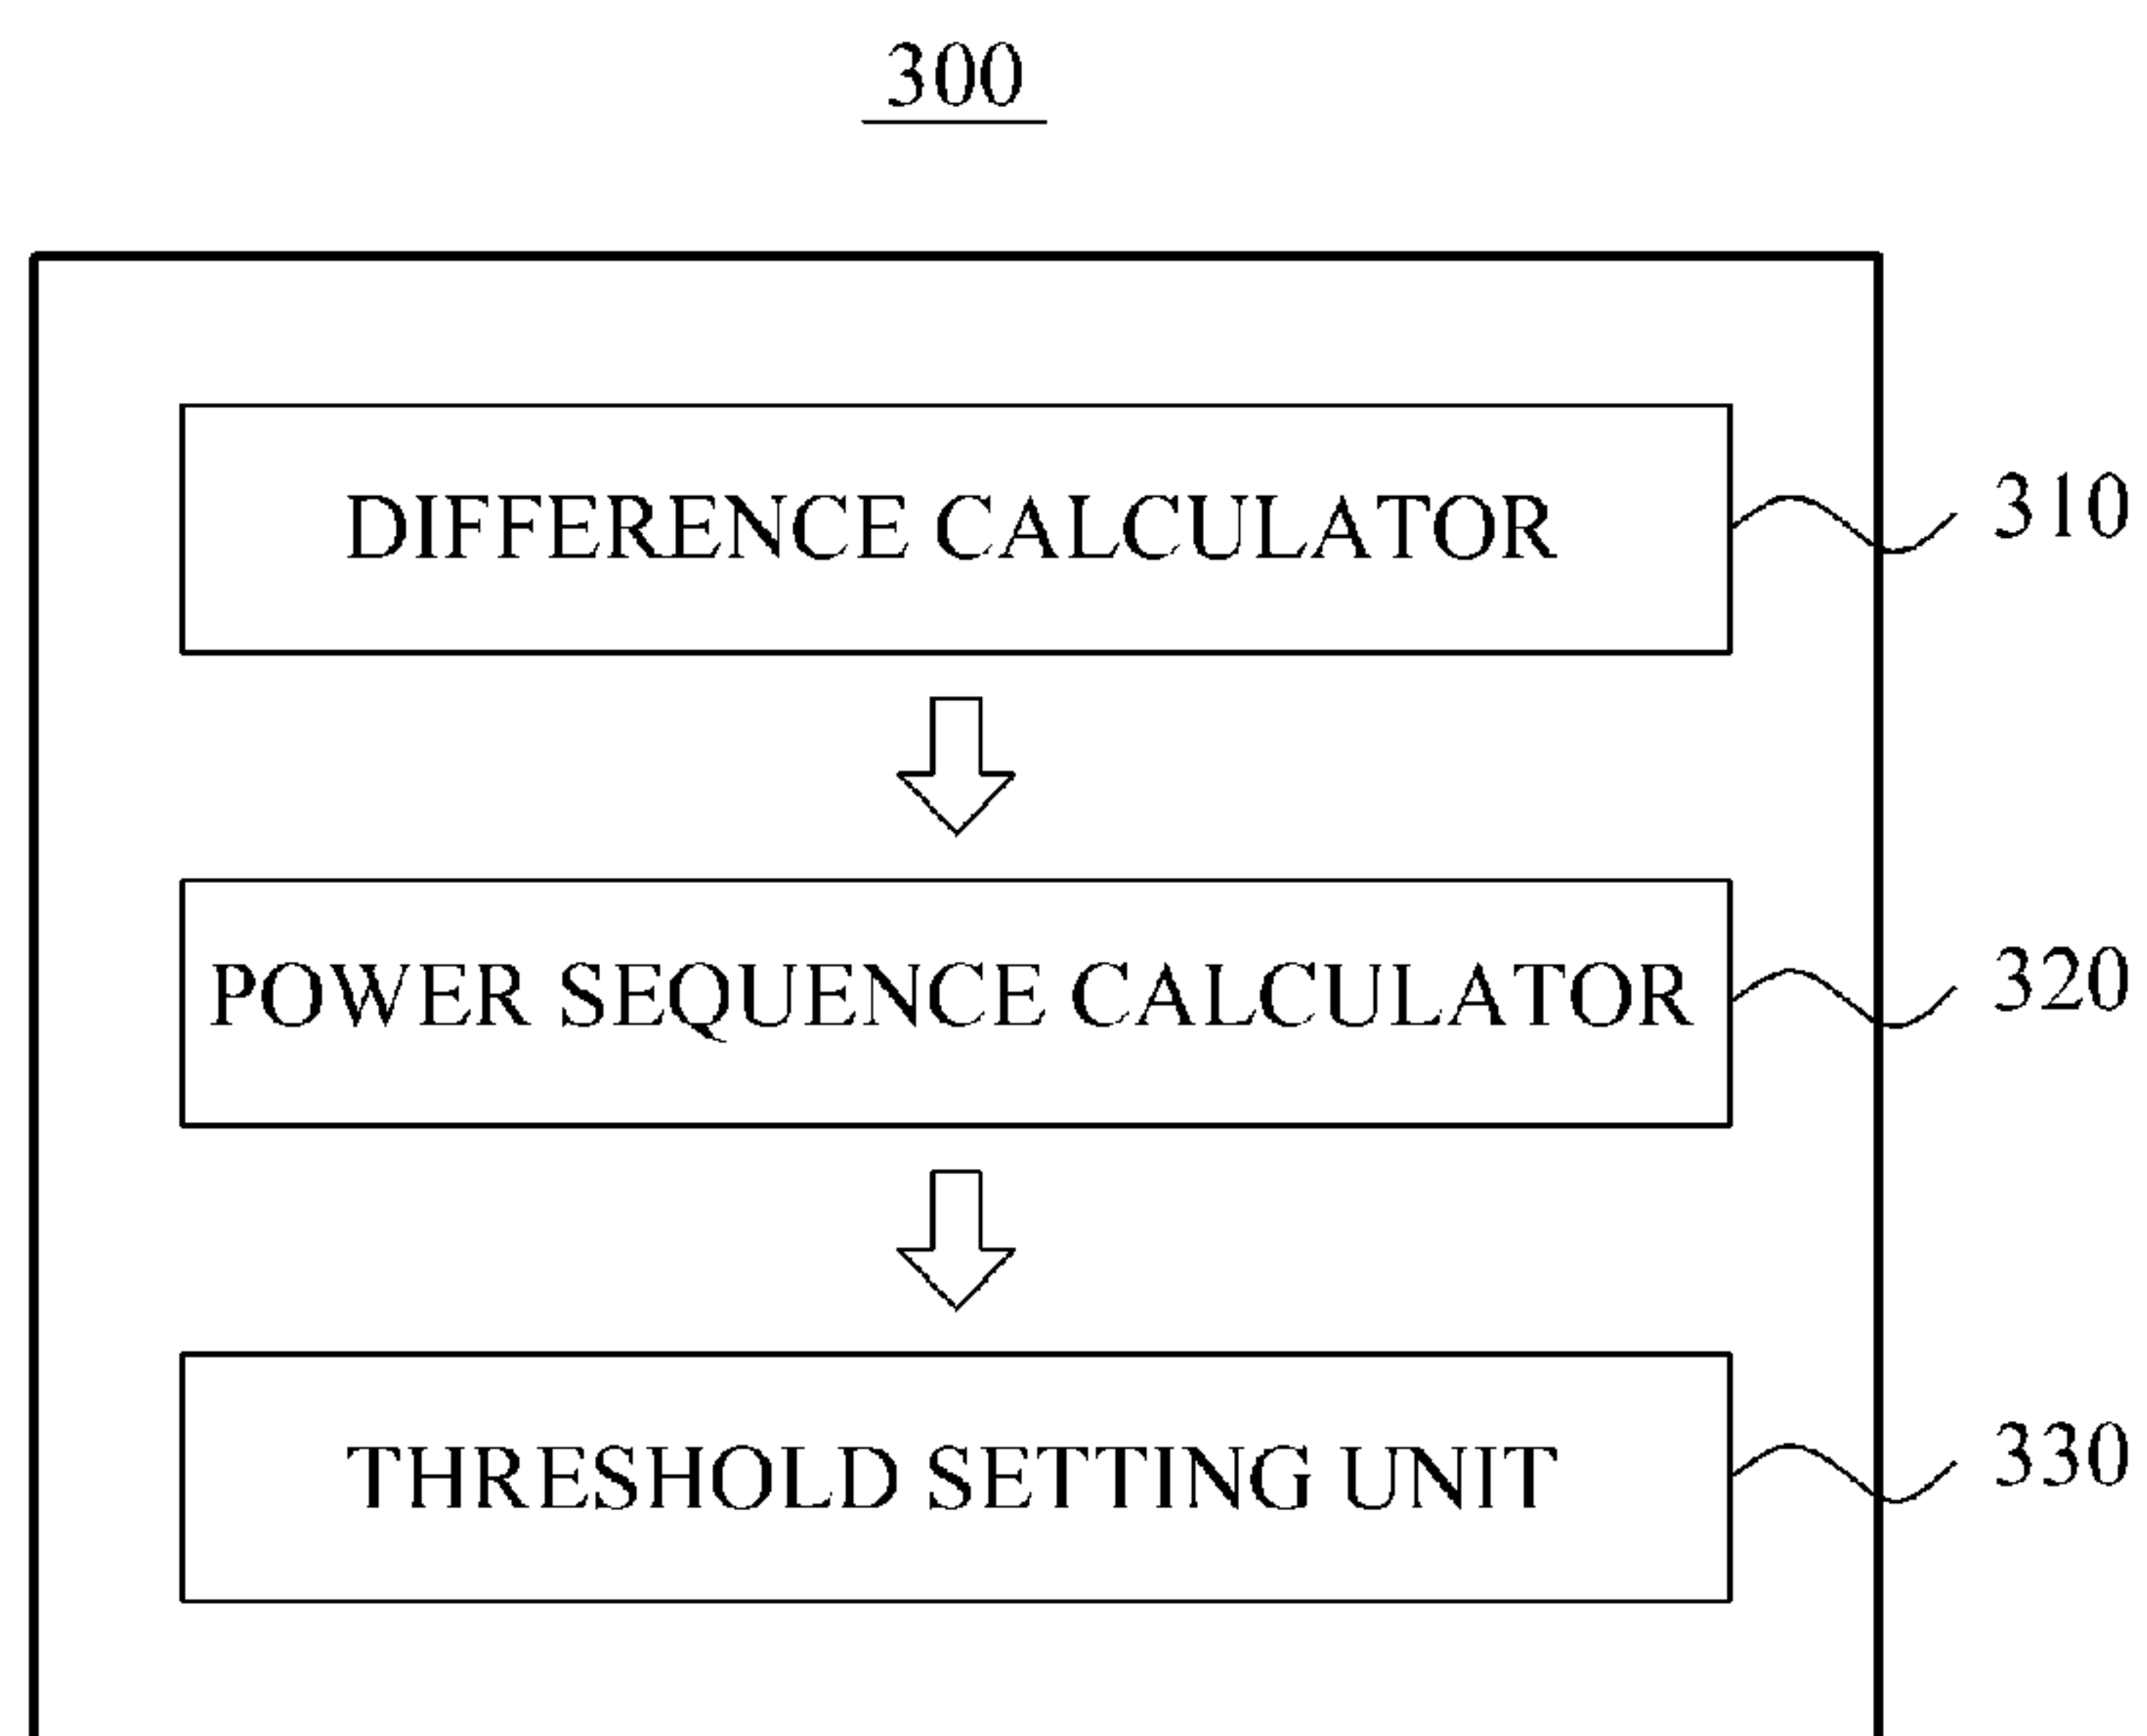 300
DIFFERENCE CALCULATOR
310
POWER SEQUENCE CALCULATOR
320
THRESHOLD SETTING UNIT
330